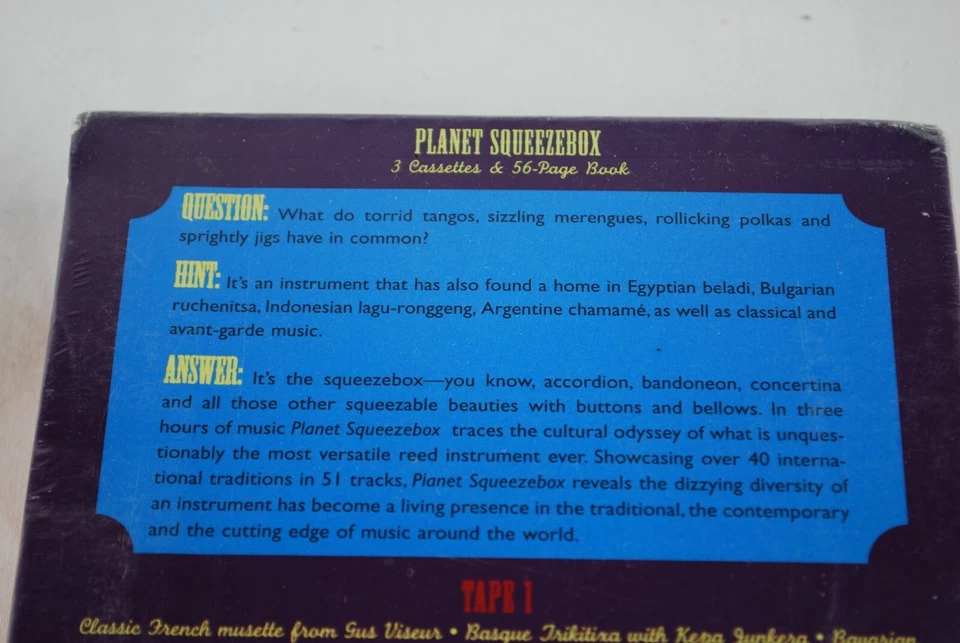 PLANET SQUEEZEBOX
3 Cassettes & 56-Page Book
QUESTION: What do torrid tangos, sizzling merengues, rollicking polkas and
sprightly jigs have in common?
HINT: It's an instrument that has also found a home in Egyptian beladi, Bulgarian
ruchenitsa, Indonesian lagu-ronggeng, Argentine chamamé, as well as classical and
avant-garde music.
ANSWER: It's the squeezebox—you know, accordion, bandoneon, concertina
and all those other squeezable beauties with buttons and bellows. In three
hours of music Planet Squeezebox traces the cultural odyssey of what is unques-
tionably the most versatile reed instrument ever. Showcasing over 40 interna-
tional traditions in 51 tracks, Planet Squeezebox reveals the dizzying diversity of
an instrument has become a living presence in the traditional, the contemporary
and the cutting edge of music around the world.
TAPE 1
Classic French musette from Gus Viseur • Basque Trikitixa with Kepa Junkera • Bavarian